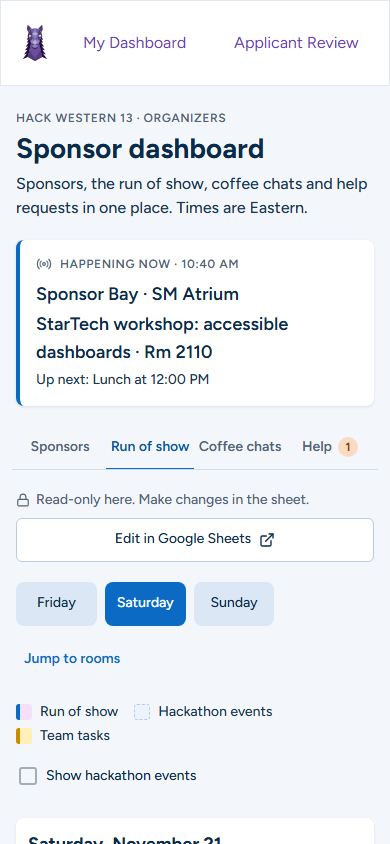 My Dashboard Applicant Review
HACK WESTERN 13 · ORGANIZERS
Sponsor dashboard
Sponsors, the run of show, coffee chats and help
requests in one place. Times are Eastern.
HAPPENING NOW · 10:40 AM
Sponsor Bay · SM Atrium
StarTech workshop: accessible
dashboards · Rm 2110
Up next: Lunch at 12:00 PM
Sponsors Run of show Coffee chats Help 1
Read-only here. Make changes in the sheet.
Edit in Google Sheets
Friday Saturday Sunday
Jump to rooms
Run of show Hackathon events
Team tasks
Show hackathon events
Saturday, November 21